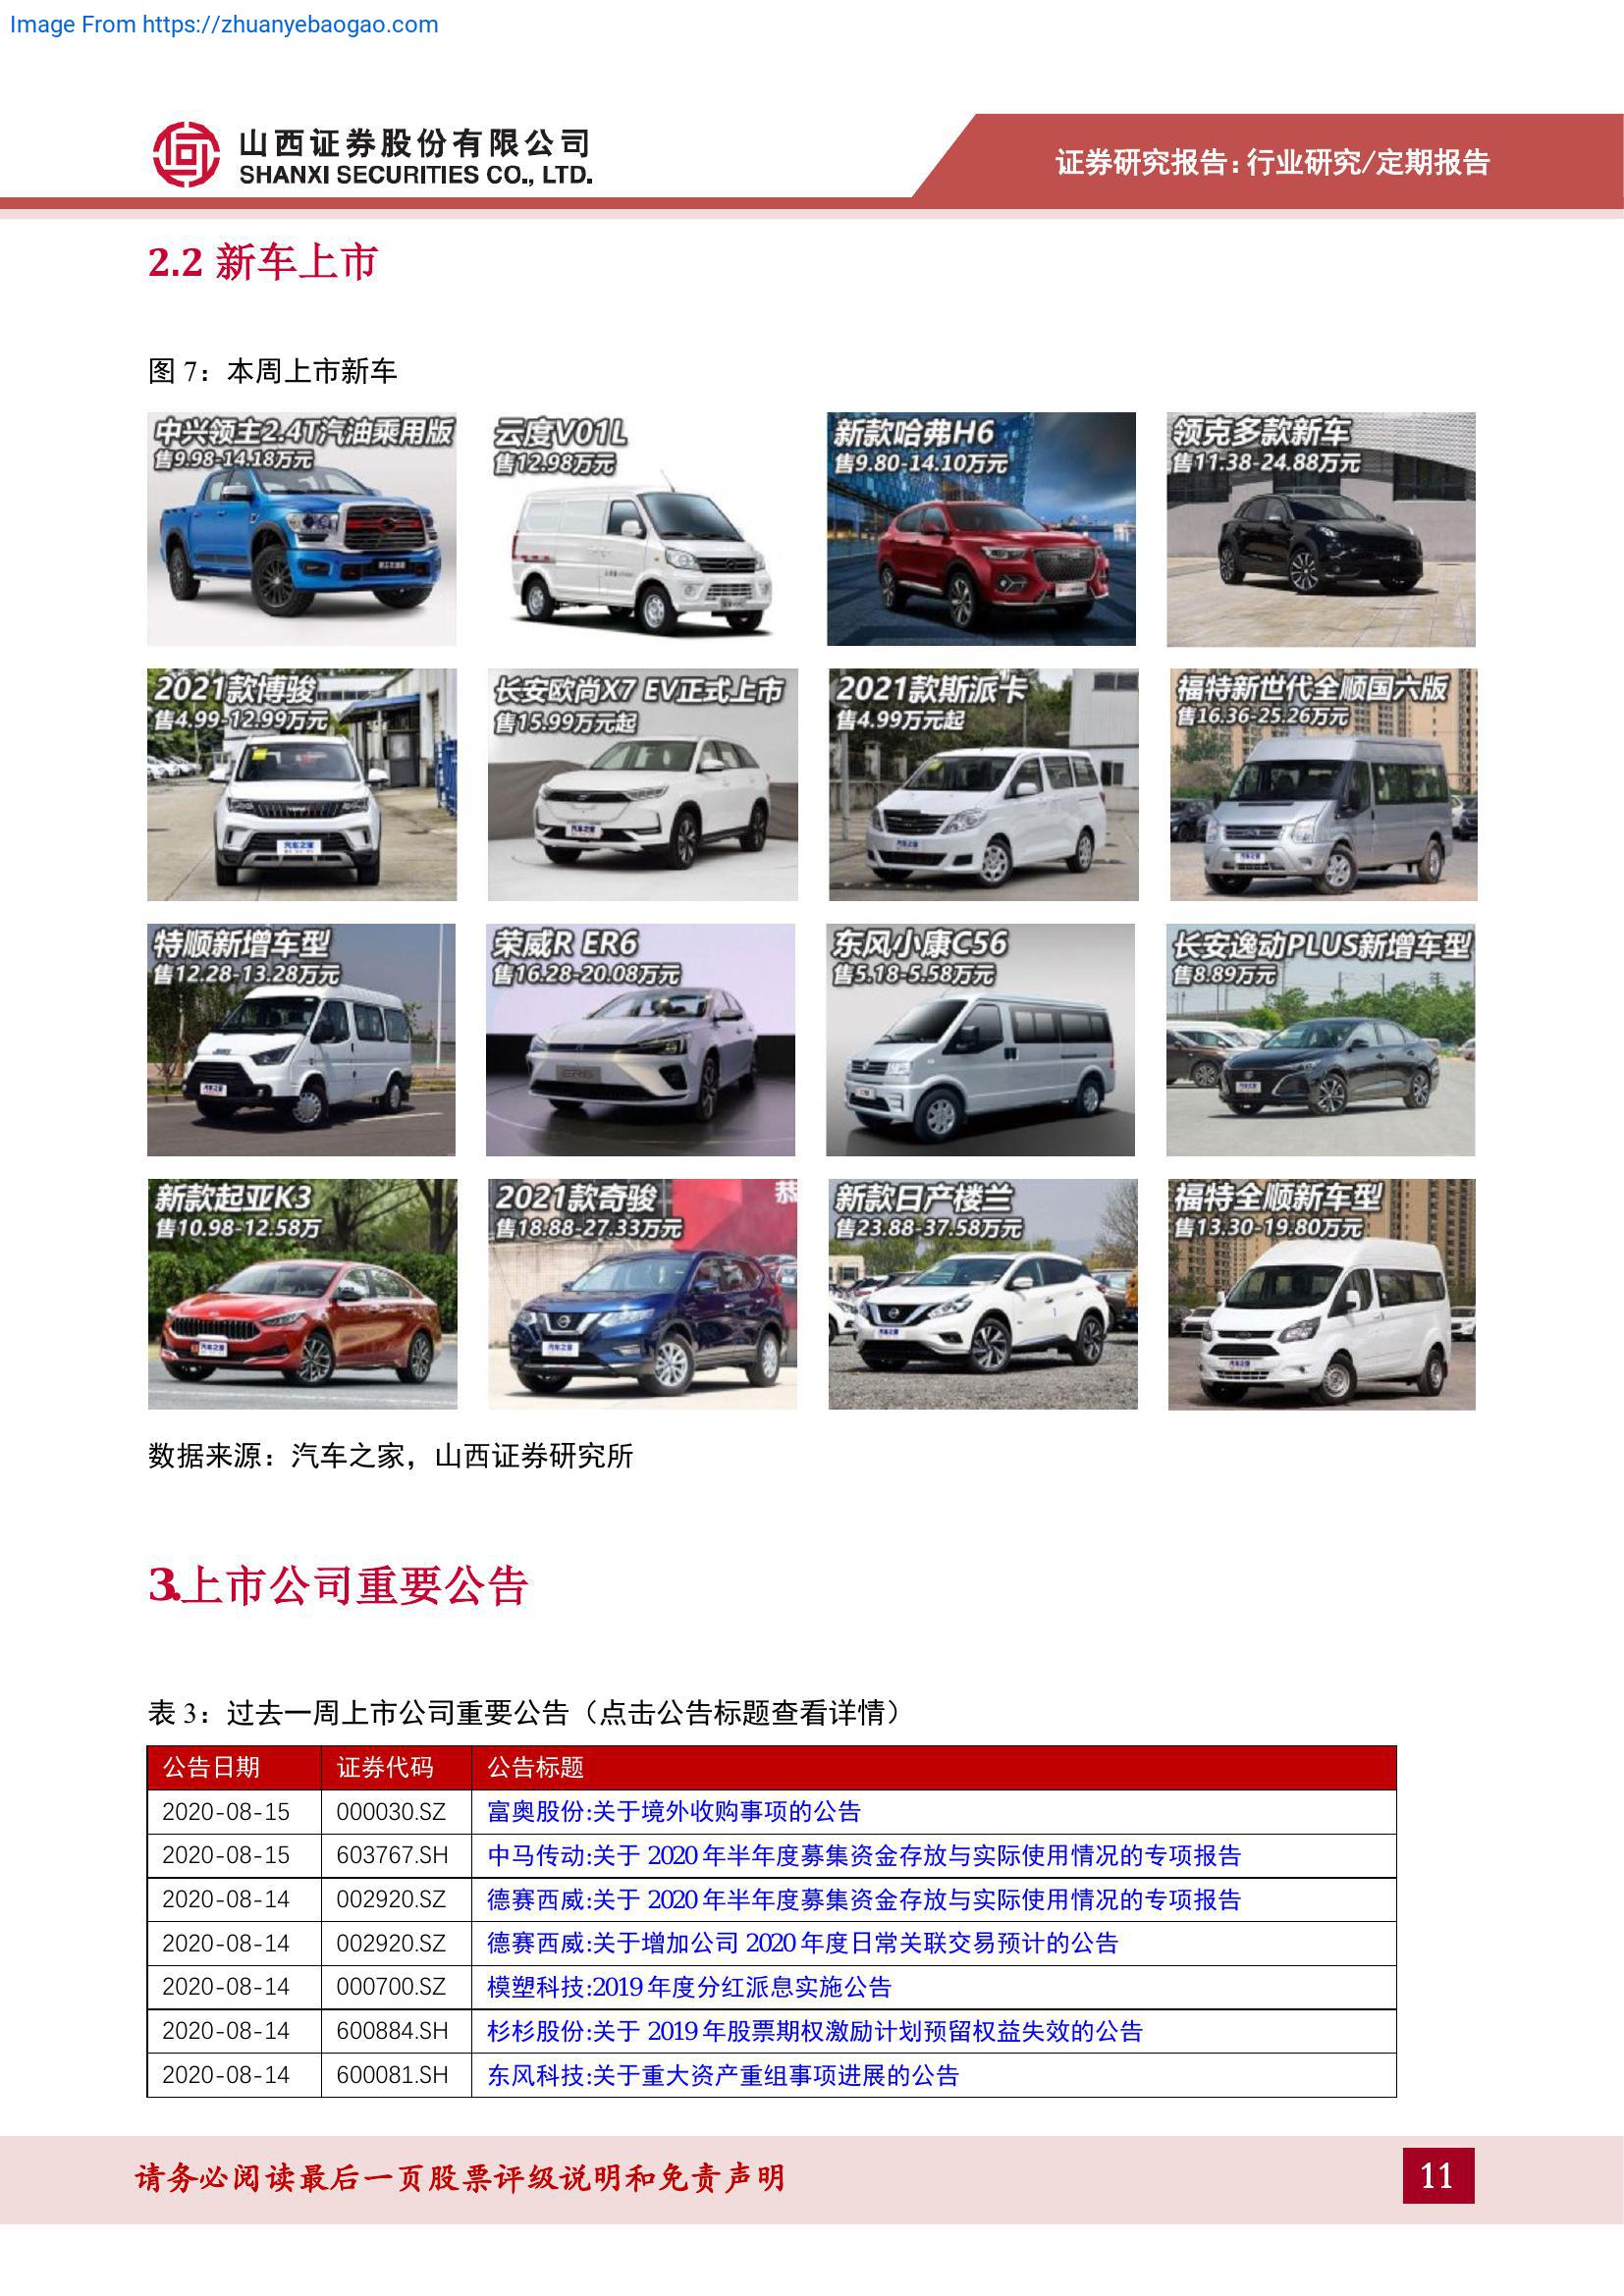 Image From https://zhuanyebaogao.com
山西证券股份有限公司
SHANXI SECURITIES CO., LTD.
证券研究报告:行业研究/定期报告
2.2 新车上市
图 7：本周上市新车
中兴领主2.4T汽油乘用版
售9.98-14.18万元
云度V01L
售12.98万元
新款哈弗H6
售9.80-14.10万元
领克多款新车
售11.38-24.88万元
2021款博骏
售4.99-12.99万元
长安欧尚X7 EV正式上市
售15.99万元起
汽车之家
2021款斯派卡
售4.99万元起
福特新世代全顺国六版
售16.36-25.26万元
特顺新增车型
售12.28-13.28万元
荣威R ER6
售16.28-20.08万元
ER6
东风小康C56
售5.18-5.58万元
长安逸动PLUS新增车型
售8.89万元
新款起亚K3
售10.98-12.58万
汽车之家
2021款奇骏
售18.88-27.33万元
恭
汽车之家
新款日产楼兰
售23.88-37.58万元
福特全顺新车型
售13.30-19.80万元
数据来源：汽车之家，山西证券研究所
3.上市公司重要公告
表 3：过去一周上市公司重要公告（点击公告标题查看详情）
公告日期 证券代码 公告标题
2020-08-15 000030.SZ 富奥股份:关于境外收购事项的公告
2020-08-15 603767.SH 中马传动:关于 2020 年半年度募集资金存放与实际使用情况的专项报告
2020-08-14 002920.SZ 德赛西威:关于 2020 年半年度募集资金存放与实际使用情况的专项报告
2020-08-14 002920.SZ 德赛西威:关于增加公司 2020 年度日常关联交易预计的公告
2020-08-14 000700.SZ 模塑科技:2019 年度分红派息实施公告
2020-08-14 600884.SH 杉杉股份:关于 2019 年股票期权激励计划预留权益失效的公告
2020-08-14 600081.SH 东风科技:关于重大资产重组事项进展的公告
请务必阅读最后一页股票评级说明和免责声明
11